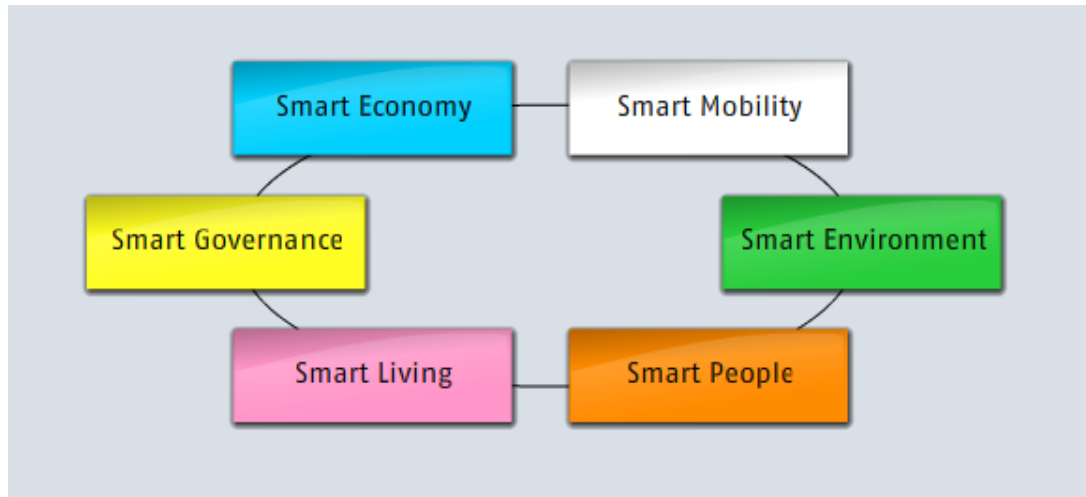 Smart Economy
Smart Mobility
Smart Governance
Smart Environment
Smart Living
Smart People